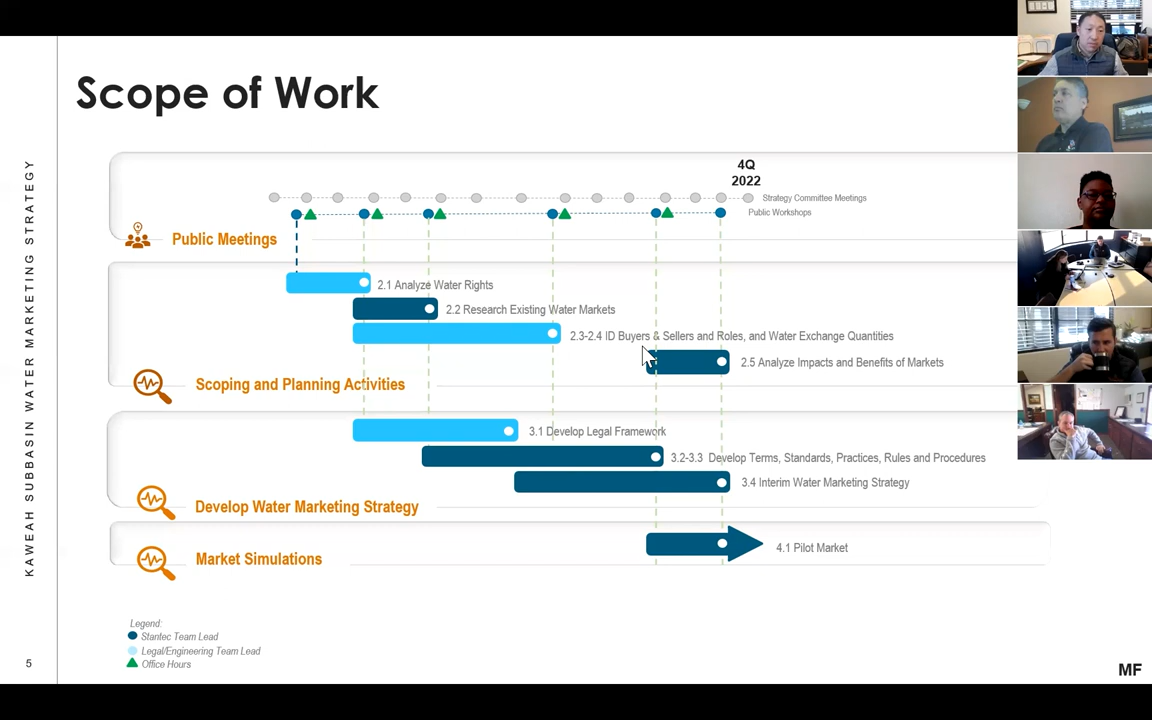 Scope of Work
KAWEAH SUBBASIN WATER MARKETING STRATEGY
4Q
2022
Strategy Committee Meetings
Public Workshops
Public Meetings
2.1 Analyze Water Rights
2.2 Research Existing Water Markets
2.3-2.4 ID Buyers & Sellers and Roles, and Water Exchange Quantities
2.5 Analyze Impacts and Benefits of Markets
Scoping and Planning Activities
3.1 Develop Legal Framework
3.2-3.3 Develop Terms, Standards, Practices, Rules and Procedures
3.4 Interim Water Marketing Strategy
Develop Water Marketing Strategy
4.1 Pilot Market
Market Simulations
Legend:
Stantec Team Lead
Legal/Engineering Team Lead
Office Hours
5
MF